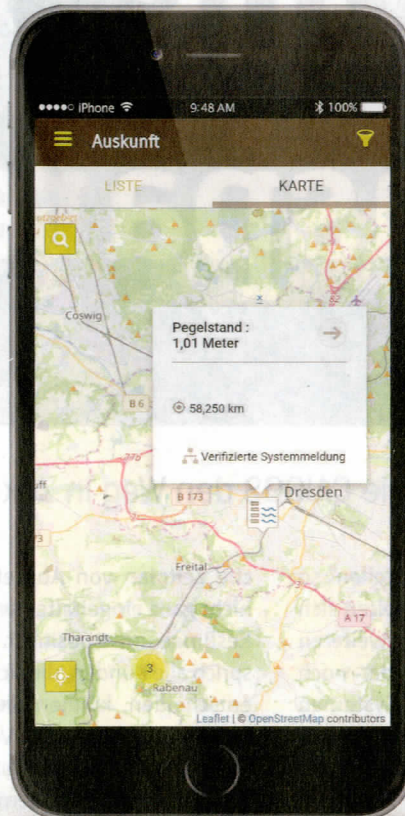 iPhone
9:48 AM
100%
Auskunft
LISTE
KARTE
Coswig
Pegelstand :
1,01 Meter
58,250 km
Verifizierte Systemmeldung
B 6
B 173
Dresden
Freital
A 17
Tharandt
3
Rabenau
Leaflet | © OpenStreetMap contributors